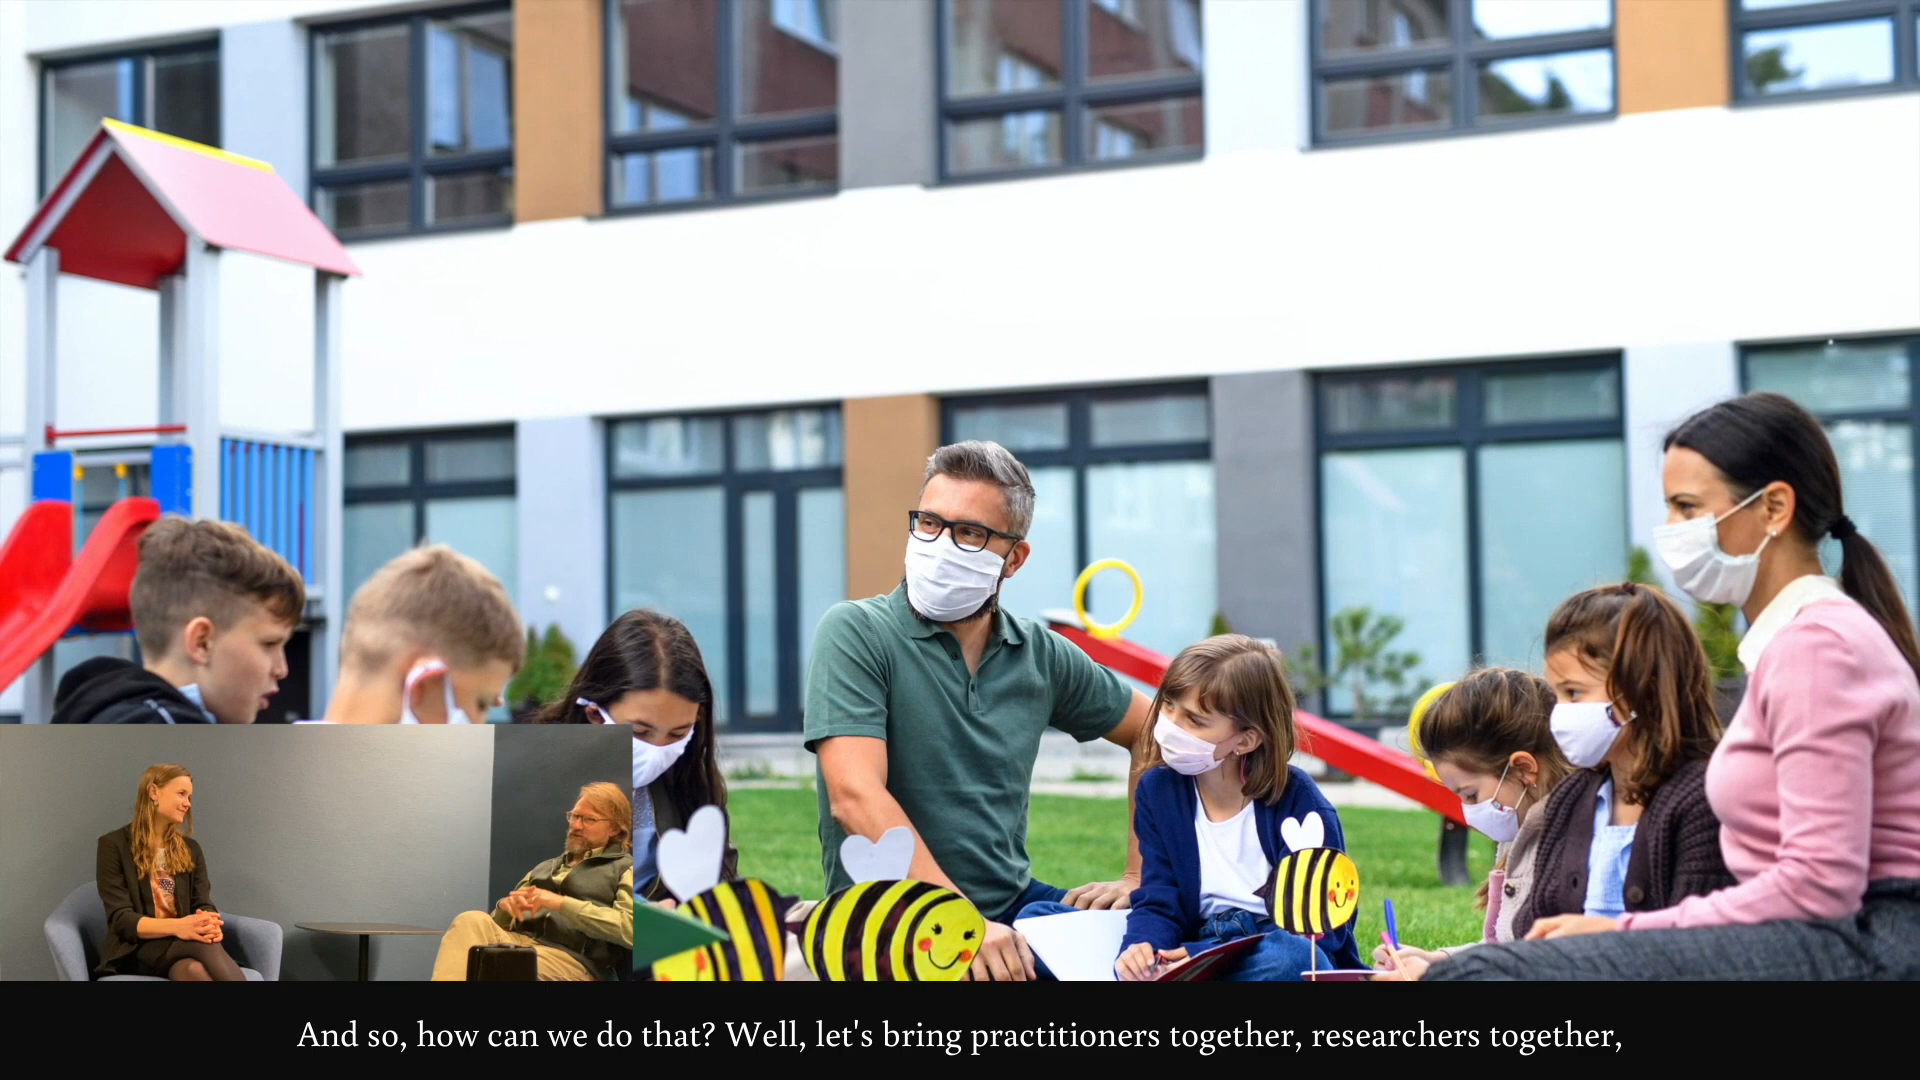 And so, how can we do that? Well, let's bring practitioners together, researchers together,